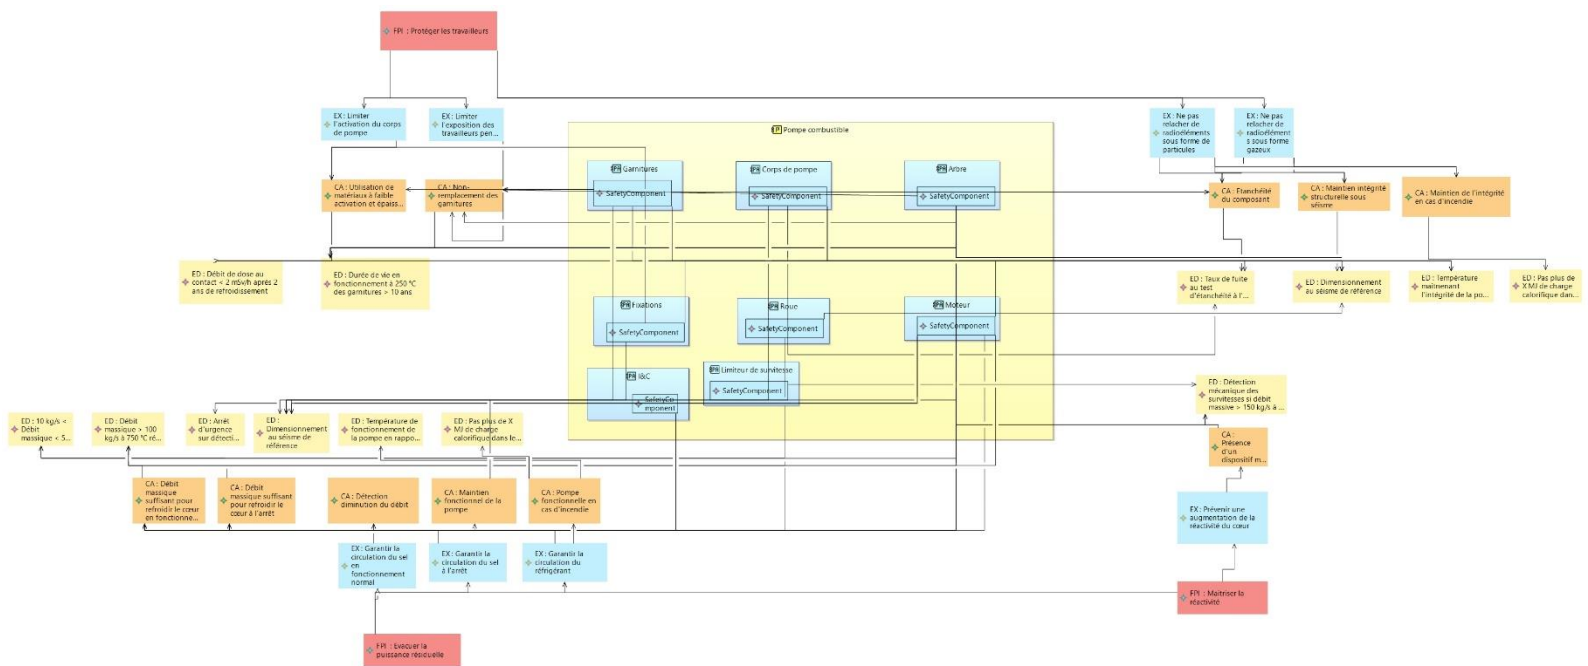 FPI : Protéger les travailleurs
EX : Limiter
l'activation du corps
de pompe
EX : Limiter
l'exposition des
travailleurs pen...
EX : Ne pas
relacher de
radioéléments
sous forme de
particules
EX : Ne pas
relacher de
radioélément
s sous forme
gazeux
Pompe combustible
Garnitures
SafetyComponent
Corps de pompe
SafetyComponent
Arbre
SafetyComponent
CA : Utilisation de
matériaux à faible
activation et épaiss...
CA : Non-
remplacement des
garnitures
CA : Etanchéité
du composant
CA : Maintien intégrité
structurelle sous
séisme
CA : Maintien de l'intégrité
en cas d'incendie
ED : Débit de dose au
contact < 2 mSv/h après 2
ans de refroidissement
ED : Durée de vie en
fonctionnement à 250 °C
des garnitures > 10 ans
ED : Taux de fuite
au test
d'étanchéité à l'...
ED : Dimensionnement
au séisme de référence
ED : Température
maintenant
l'intégrité de la po...
ED : Pas plus de
X MJ de charge
calorifique dan...
Fixations
SafetyComponent
Roue
SafetyComponent
Moteur
SafetyComponent
I&C
SafetyCo
mponent
Limiteur de survitesse
SafetyComponent
ED : Détection
mécanique des
survitesses si débit
massive > 150 kg/s à ...
ED : 10 kg/s <
Débit
massique < 5...
ED : Débit
massique > 100
kg/s à 750 °C ré...
ED : Arrêt
d'urgence
sur détecti...
ED :
Dimensionnement
au séisme de
référence
ED : Température de
fonctionnement de
la pompe en rappo...
ED : Pas plus de X
MJ de charge
calorifique dans le...
CA :
Présence
d'un
dispositif m...
CA : Débit
massique
suffisant pour
refroidir le cœur
en fonctionne...
CA : Débit
massique suffisant
pour refroidir le
cœur à l'arrêt
CA : Détection
diminution du débit
CA : Maintien
fonctionnel de la
pompe
CA : Pompe
fonctionnelle en
cas d'incendie
EX : Prévenir une
augmentation de la
réactivité du cœur
EX : Garantir la
circulation du sel
en
fonctionnement
normal
EX : Garantir la
circulation du sel
à l'arrêt
EX : Garantir la
circulation du
réfrigérant
FPI : Maitriser la
réactivité
FPI : Evacuer la
puissance résiduelle